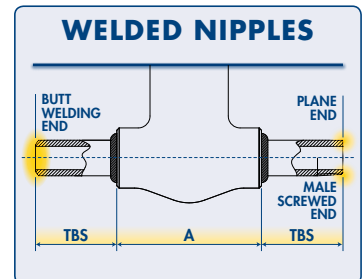 WELDED NIPPLES
BUTT
WELDING
END
PLANE
END
MALE
SCREWED
END
TBS
A
TBS